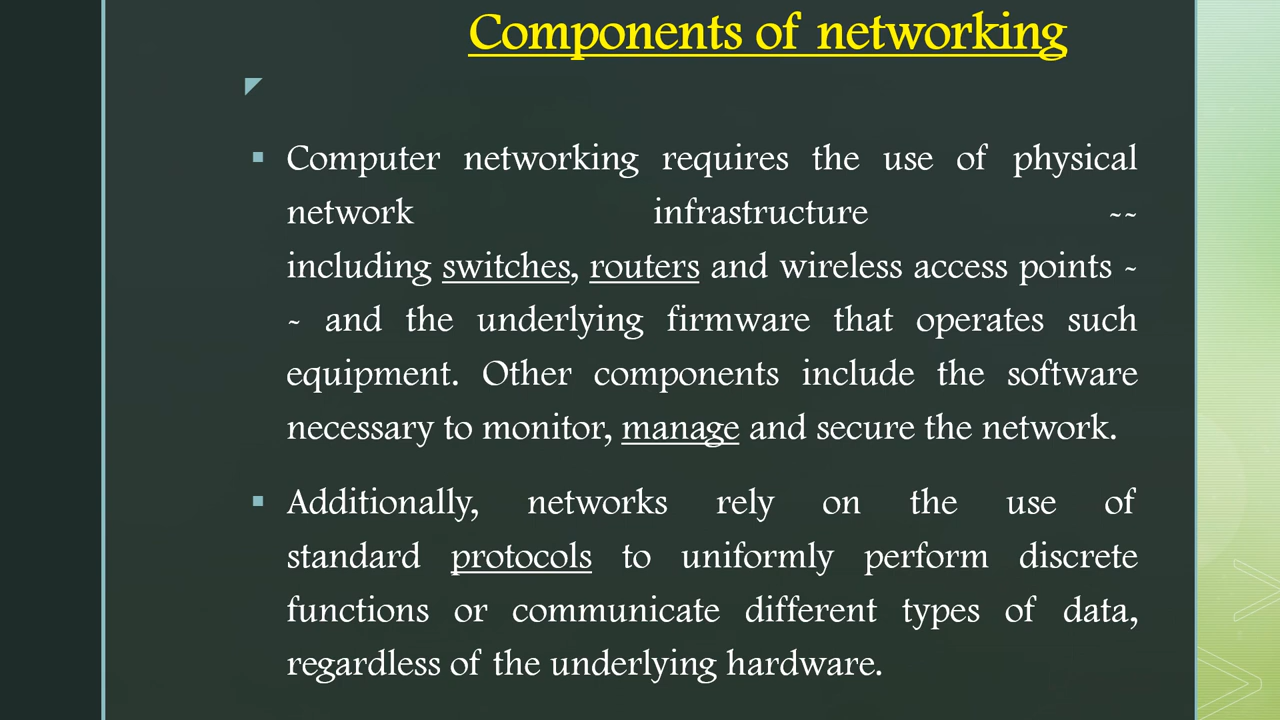 Components of networking
Computer networking requires the use of physical
network infrastructure --
including switches, routers and wireless access points -
- and the underlying firmware that operates such
equipment. Other components include the software
necessary to monitor, manage and secure the network.
Additionally, networks rely on the use of
standard protocols to uniformly perform discrete
functions or communicate different types of data,
regardless of the underlying hardware.